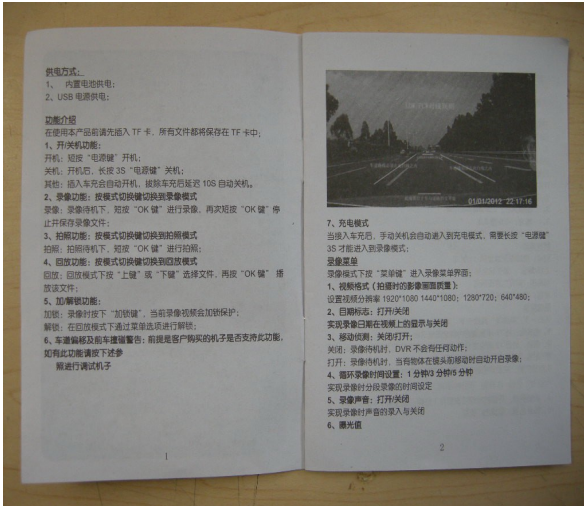 供电方式：
1、 内置电池供电；
2、USB 电源供电；
功能介绍
在使用本产品前请先插入 TF 卡，所有文件都将保存在 TF 卡中；
1、开/关机功能：
开机：短按“电源键”开机；
关机：开机后，长按 3S“电源键”关机；
其他：插入车充会自动开机，拔除车充后延迟 10S 自动关机。
2、录像功能：按模式切换键切换到录像模式
录像：录像待机下，短按“OK 键”进行录像，再次短按“OK 键”停
止并保存录像文件；
3、拍照功能：按模式切换键切换到拍照模式
拍照：拍照待机下，短按“OK 键”进行拍照；
4、回放功能：按模式切换键切换到回放模式
回放：回放模式下按“上键”或“下键”选择文件，再按“OK 键” 播
放该文件；
5、加/解锁功能：
加锁：录像时按下“加锁键”，当前录像视频会加锁保护；
解锁：在回放模式下通过菜单选项进行解锁；
6、车道偏移及前车撞碰警告：前提是客户购买的机子是否支持此功能，
如有此功能请按下述参
照进行调试机子
1
01/01/2012 22:17:16
7、充电模式
当接入车充后，手动关机会自动进入到充电模式，需要长按“电源键”
3S 才能进入到录像模式；
录像菜单
录像模式下按“菜单键”进入录像菜单界面：
1、视频格式（拍摄时的影像画面质量）：
设置视频分辨率 1920*1080 1440*1080；1280*720；640*480；
2、日期标志：打开/关闭
实现录像日期在视频上的显示与关闭
3、移动侦测：关闭/打开；
关闭：录像待机时，DVR 不会有任何动作；
打开：录像待机时，当有物体在镜头前移动时自动开启录像；
4、循环录像时间设置：1 分钟/3 分钟/5 分钟
实现录像时分段录像的时间设定
5、录像声音：打开/关闭
实现录像时声音的录入与关闭
6、曝光值
2